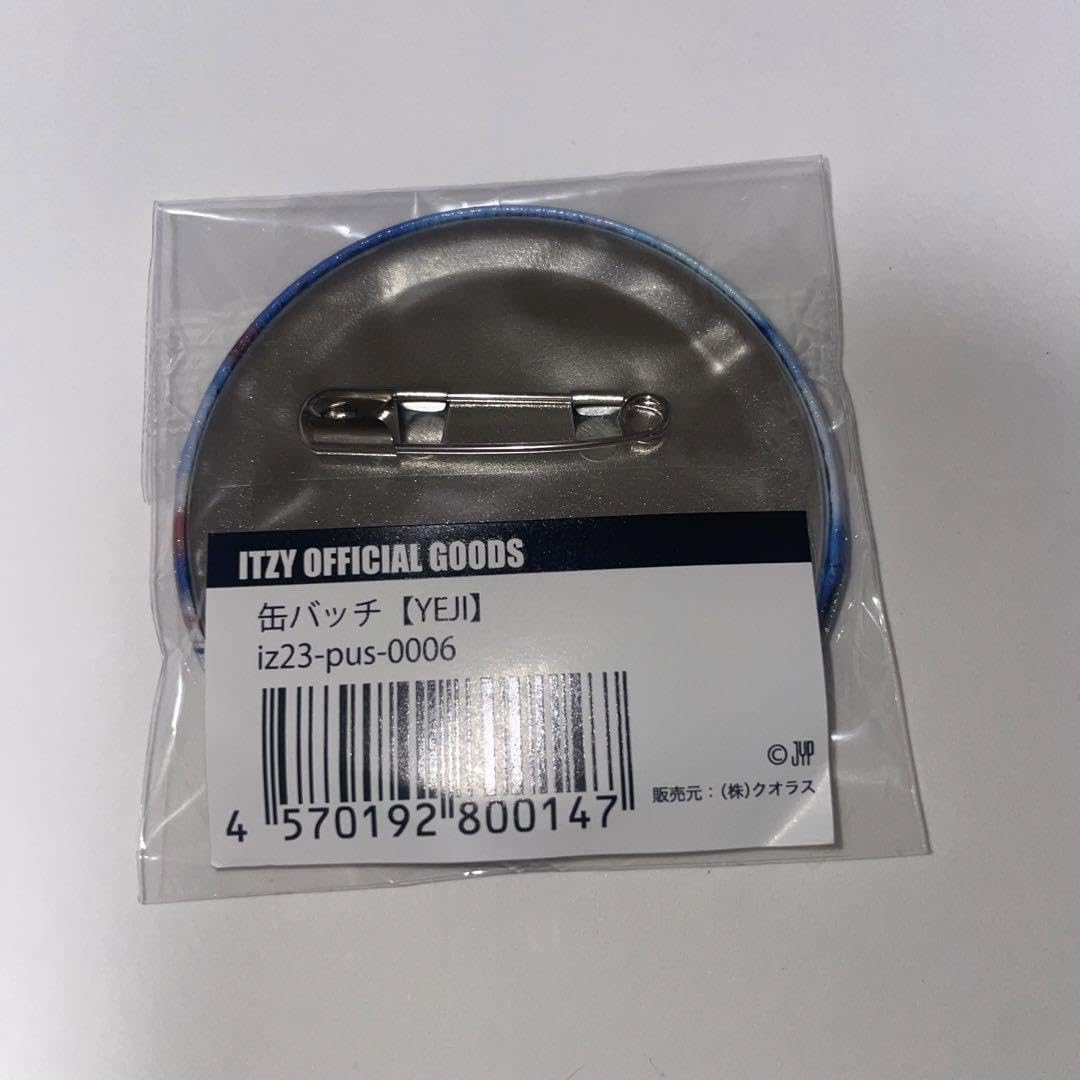 ITZY OFFICIAL GOODS
缶バッチ【YEJI】
iz23-pus-0006
4 570192 800147
© JYP
販売元：(株)クオラス